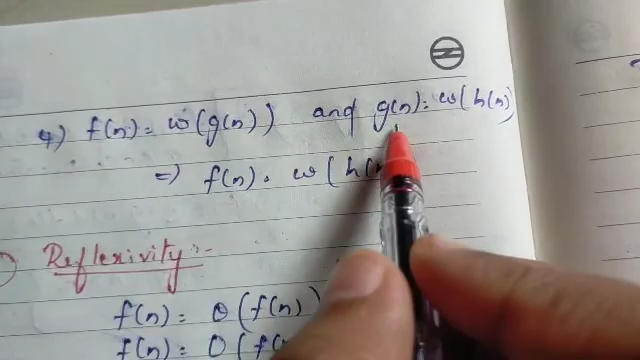 4) f(n) = ω(g(n)) and g(n) = ω(h(n)
=) f(n) = ω(h(
Reflexivity :-
f(n) = Θ(f(n))
f(n) = O(f(